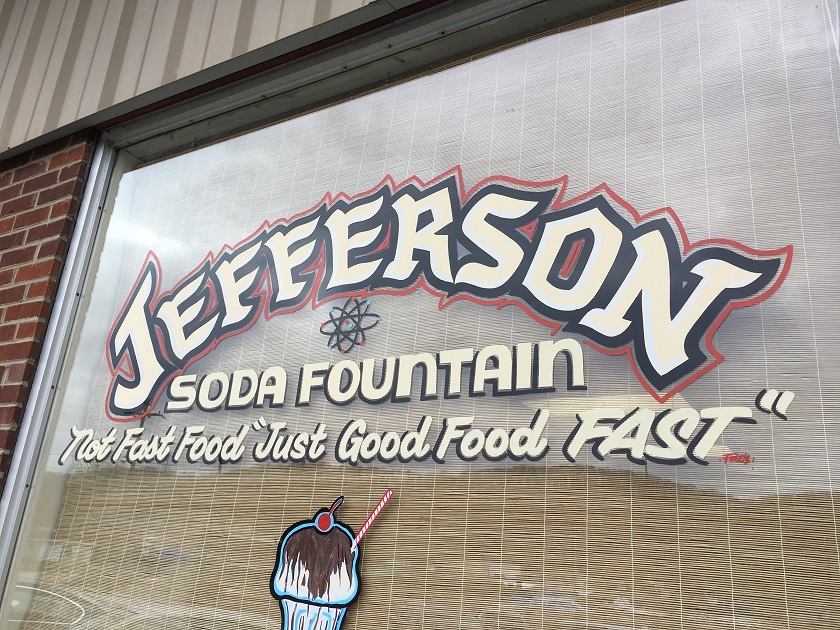 JEFFERSON
SODA FOUNTAIN
Not Fast Food "Just Good Food FAST"